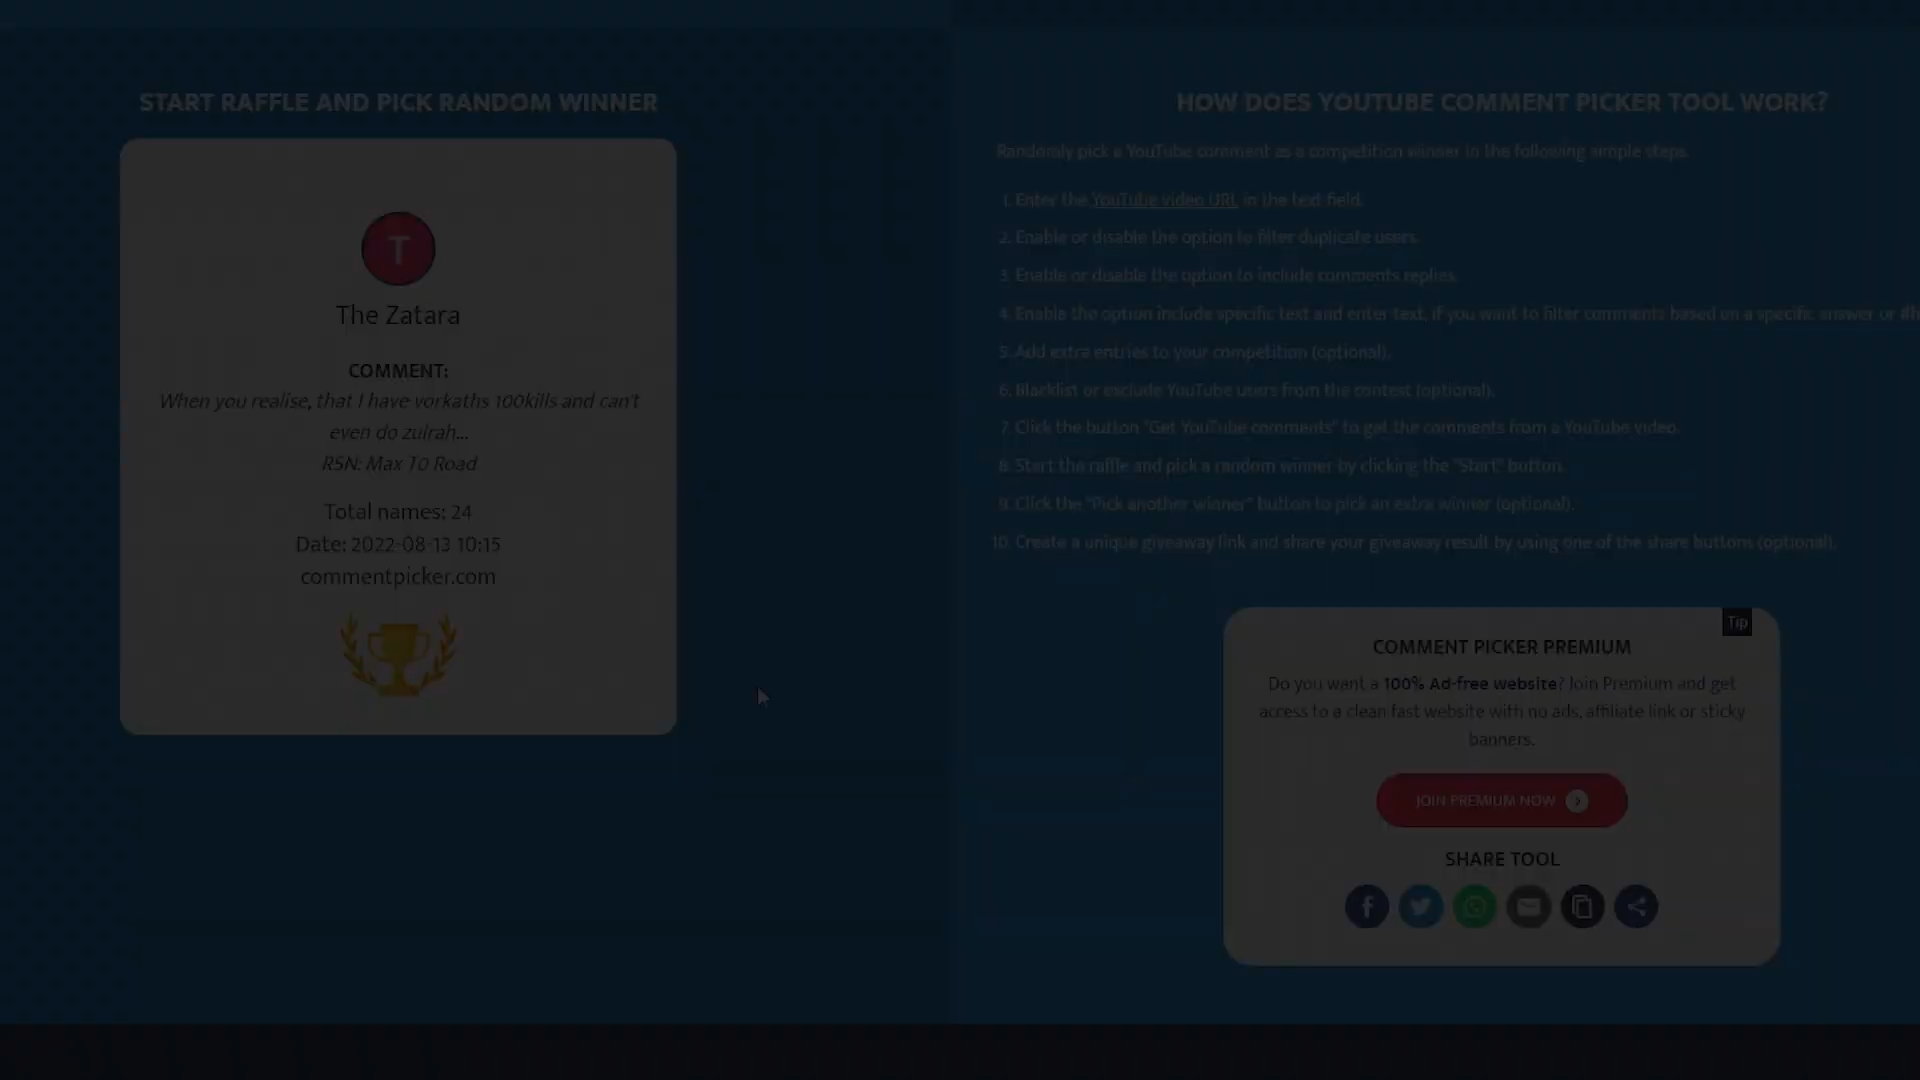 START RAFFLE AND PICK RANDOM WINNER
T
The Zatara
COMMENT:
When you realise, that I have vorkaths 100kills and can't
even do zulrah...
RSN: Max T0 Road
Total names: 24
Date: 2022-08-13 10:15
commentpicker.com
HOW DOES YOUTUBE COMMENT PICKER TOOL WORK?
Randomly pick a YouTube comment as a competition winner in the following simple steps.
1. Enter the YouTube video URL in the text field.
2. Enable or disable the option to filter duplicate users.
3. Enable or disable the option to include comments replies.
4. Enable the option include specific text and enter text, if you want to filter comments based on a specific answer or #h
5. Add extra entries to your competition (optional).
6. Blacklist or exclude YouTube users from the contest (optional).
7. Click the button "Get YouTube comments" to get the comments from a YouTube video.
8. Start the raffle and pick a random winner by clicking the "Start" button.
9. Click the "Pick another winner" button to pick an extra winner (optional).
10. Create a unique giveaway link and share your giveaway result by using one of the share buttons (optional).
Tip
COMMENT PICKER PREMIUM
Do you want a 100% Ad-free website? Join Premium and get
access to a clean fast website with no ads, affiliate link or sticky
banners.
JOIN PREMIUM NOW
SHARE TOOL